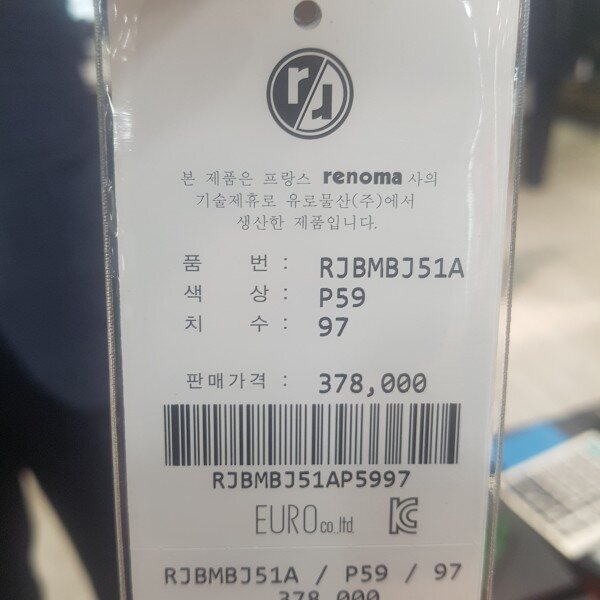 본 제품은 프랑스 renoma 사의
기술제휴로 유로물산(주)에서
생산한 제품입니다.
품 번 : RJBMBJ51A
색 상 : P59
치 수 : 97
판매가격 : 378,000
RJBMBJ51AP5997
EURO co.,ltd.
RJBMBJ51A / P59 / 97
378,000